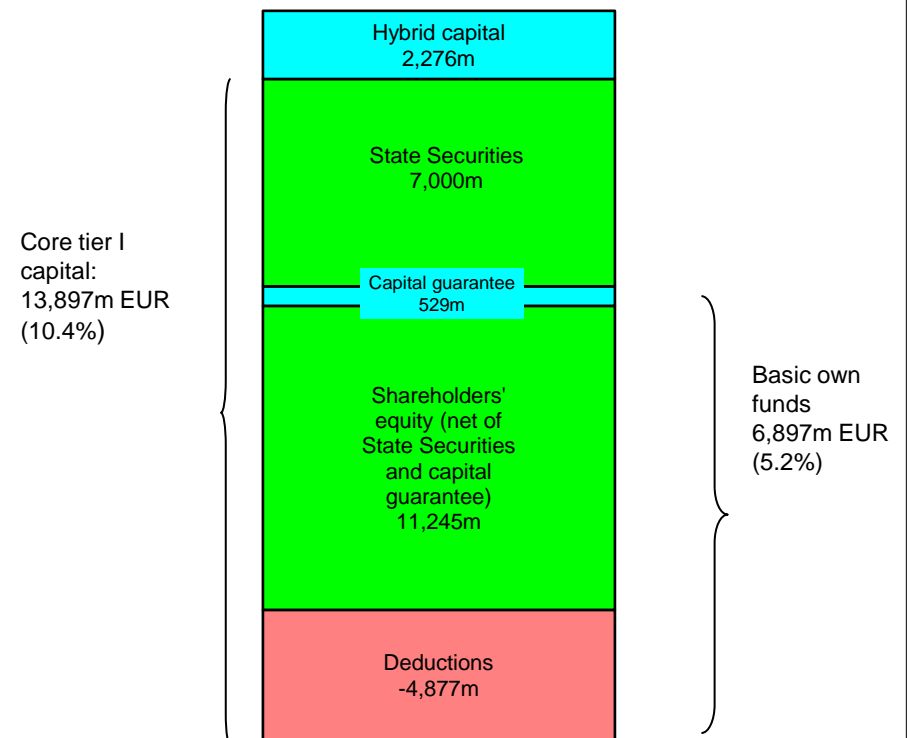 Hybrid capital
2,276m
State Securities
7,000m
Core tier I
capital:
13,897m EUR
(10.4%)
Capital guarantee
529m
Shareholders'
equity (net of
State Securities
and capital
guarantee)
11,245m
Basic own
funds
6,897m EUR
(5.2%)
Deductions
-4,877m